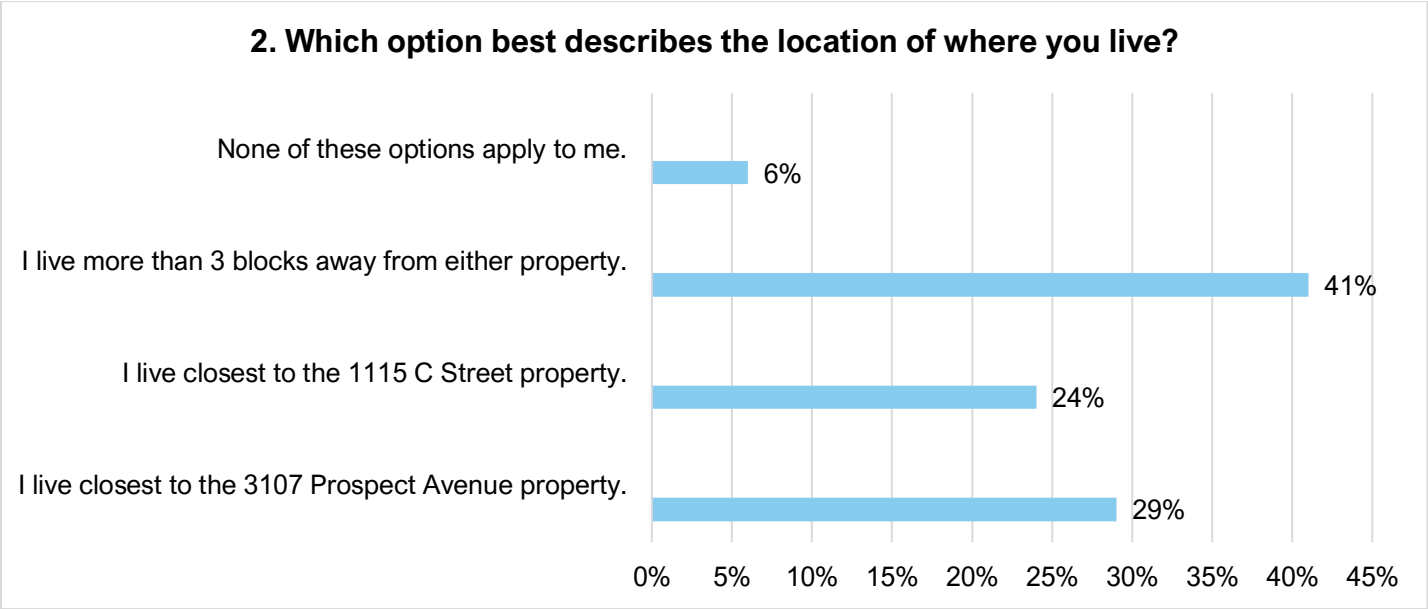 2. Which option best describes the location of where you live?
None of these options apply to me.
6%
I live more than 3 blocks away from either property.
41%
I live closest to the 1115 C Street property.
24%
I live closest to the 3107 Prospect Avenue property.
29%
0% 5% 10% 15% 20% 25% 30% 35% 40% 45%